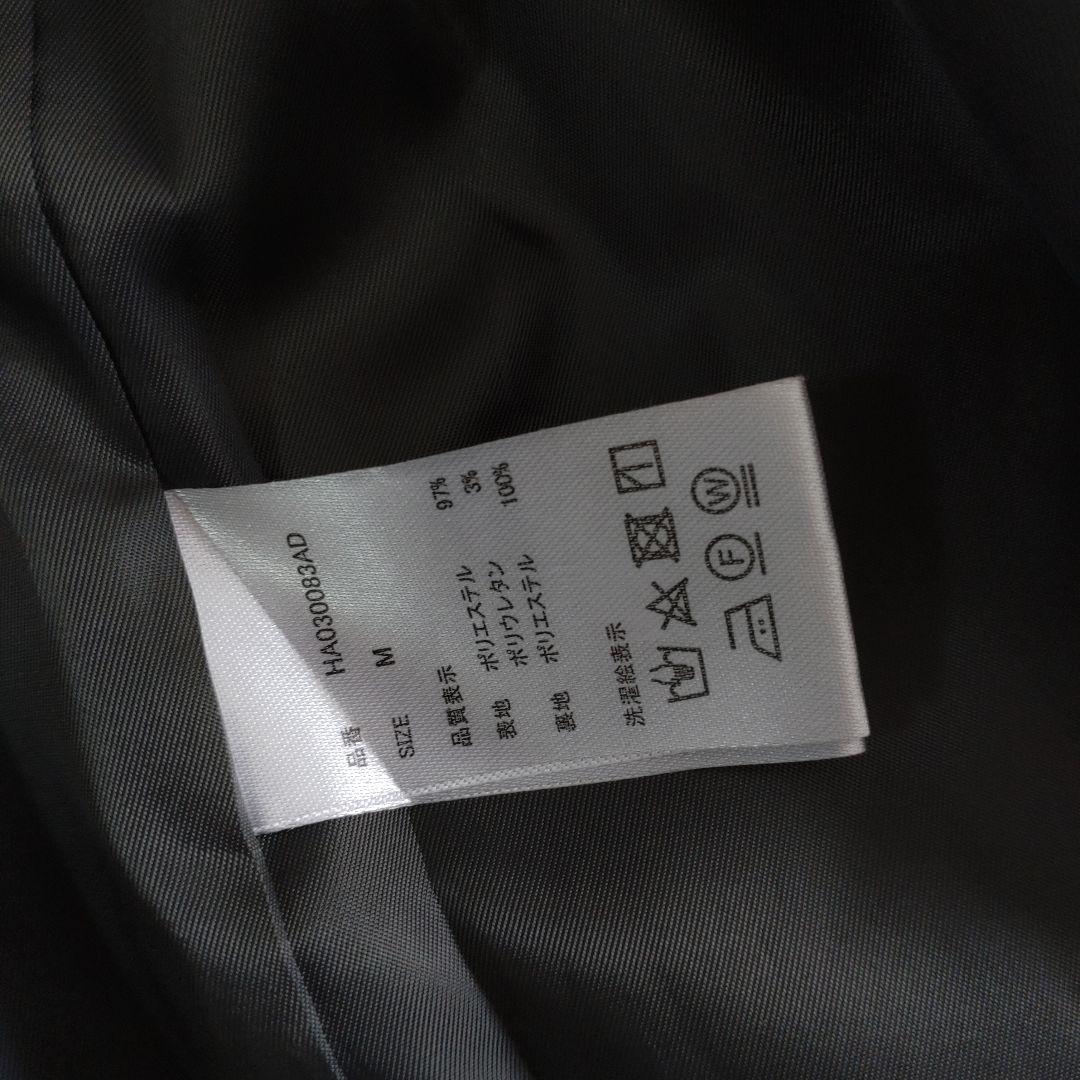 品番 HA030083AD
SIZE M
品質表示
表地 ポリエステル 97%
ポリウレタン 3%
裏地 ポリエステル 100%
洗濯絵表示
F W